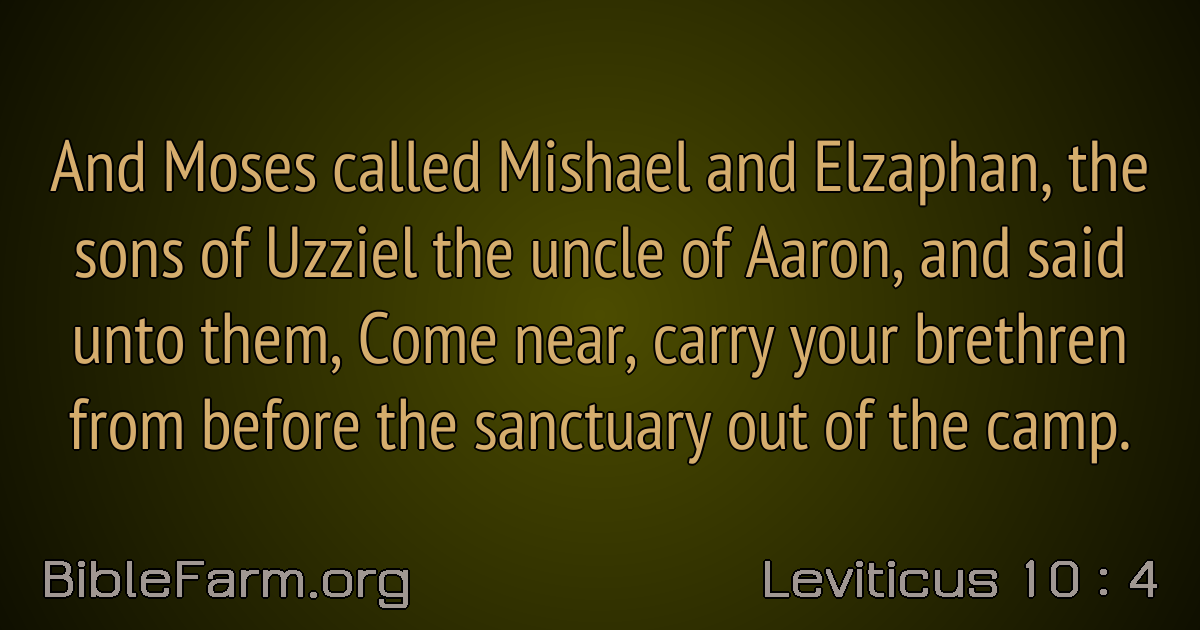 And Moses called Mishael and Elzaphan, the
sons of Uzziel the uncle of Aaron, and said
unto them, Come near, carry your brethren
from before the sanctuary out of the camp.
BibleFarm.org
Leviticus 10 : 4